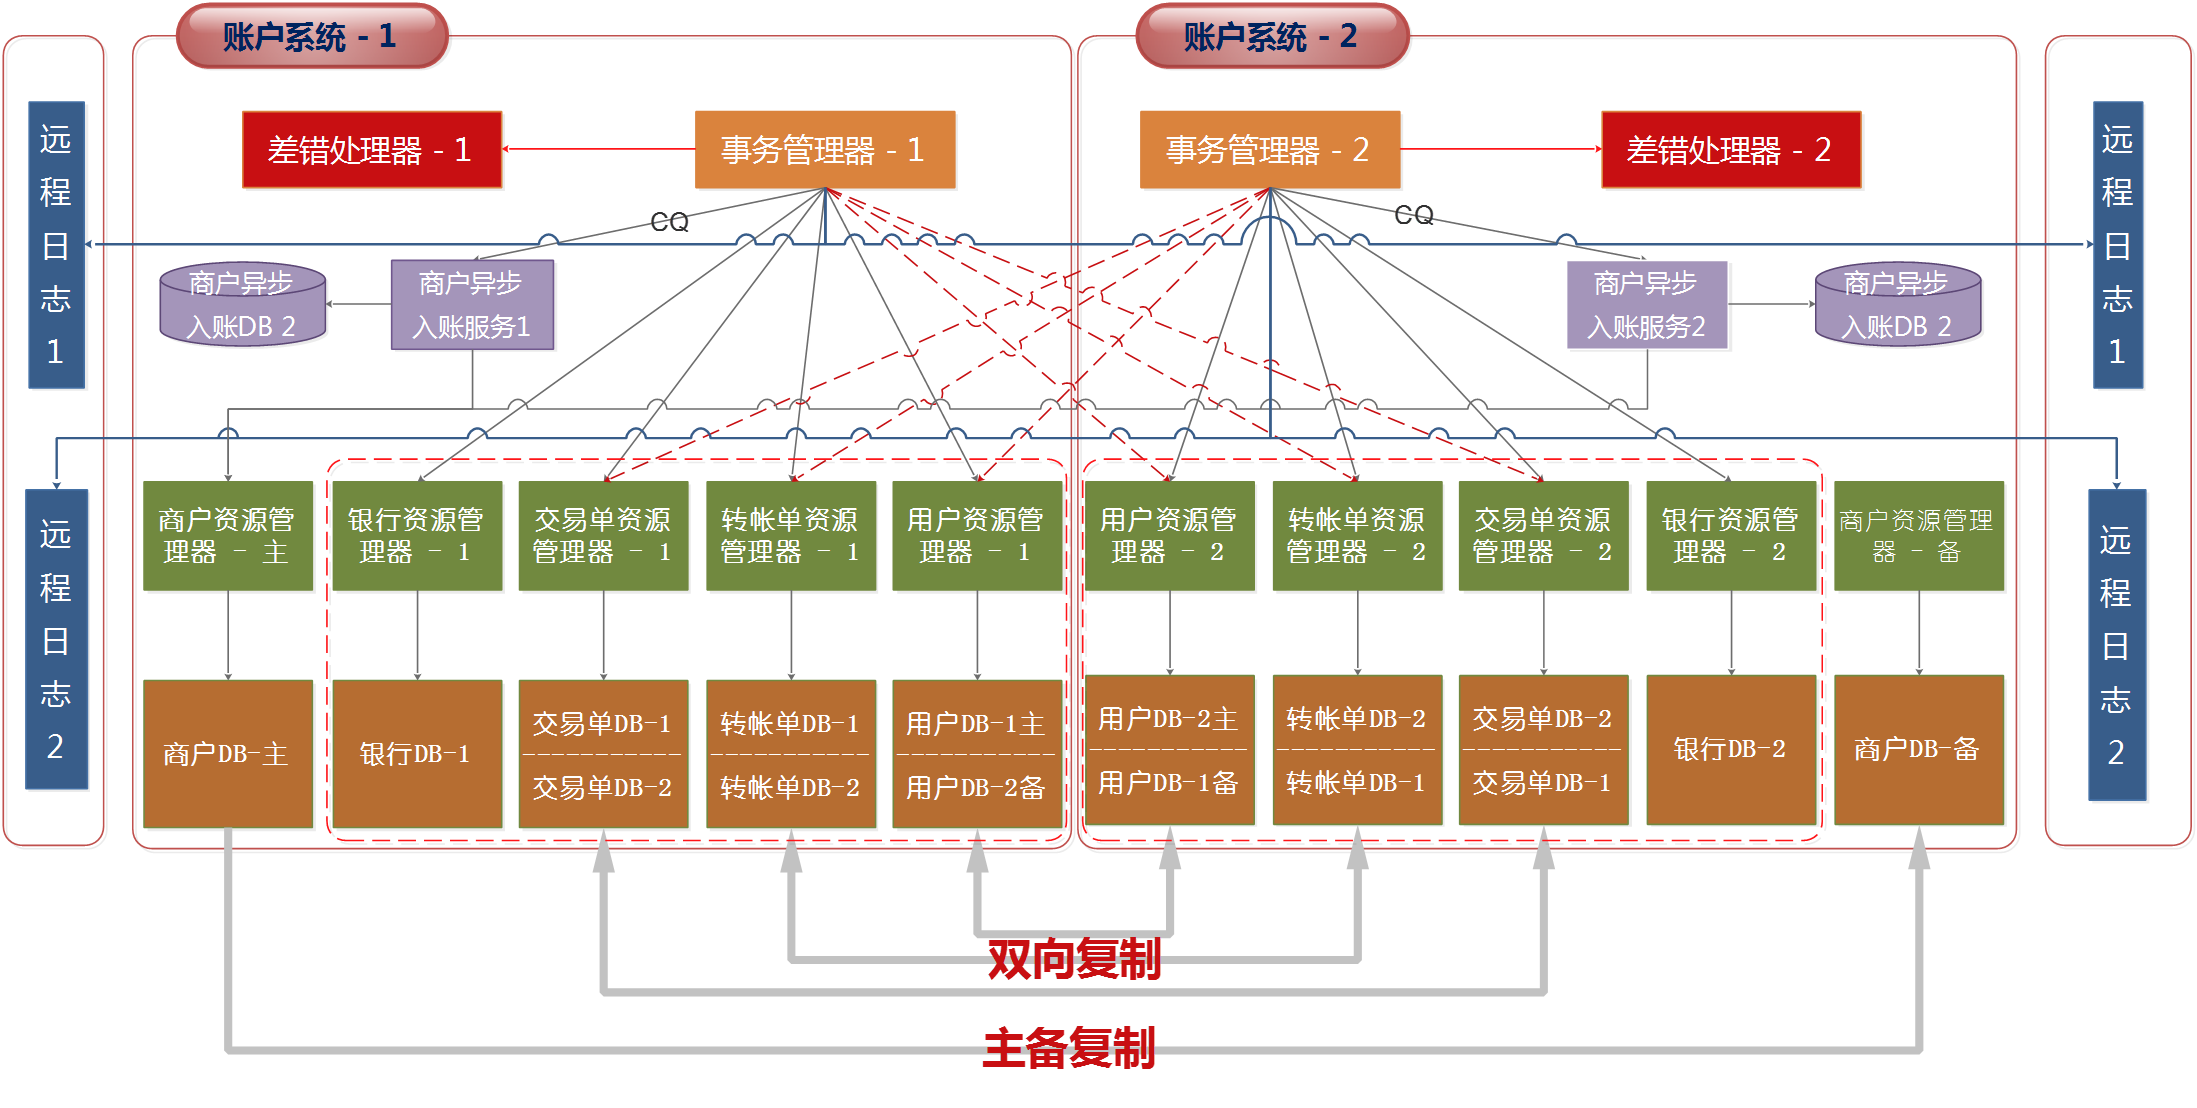 账户系统 - 1
账户系统 - 2
远
程
日
志
1
差错处理器 - 1
事务管理器 - 1
事务管理器 - 2
差错处理器 - 2
远
程
日
志
1
CQ
CQ
商户异步
入账DB 2
商户异步
入账服务1
商户异步
入账服务2
商户异步
入账DB 2
远
程
日
志
2
商户资源管
理器 - 主
银行资源管
理器 - 1
交易单资源
管理器 - 1
转帐单资源
管理器 - 1
用户资源管
理器 - 1
用户资源管
理器 - 2
转帐单资源
管理器 - 2
交易单资源
管理器 - 2
银行资源管
理器 - 2
商户资源管理
器 - 备
远
程
日
志
2
商户DB-主
银行DB-1
交易单DB-1
交易单DB-2
转帐单DB-1
转帐单DB-2
用户DB-1主
用户DB-2备
用户DB-2主
用户DB-1备
转帐单DB-2
转帐单DB-1
交易单DB-2
交易单DB-1
银行DB-2
商户DB-备
双向复制
主备复制